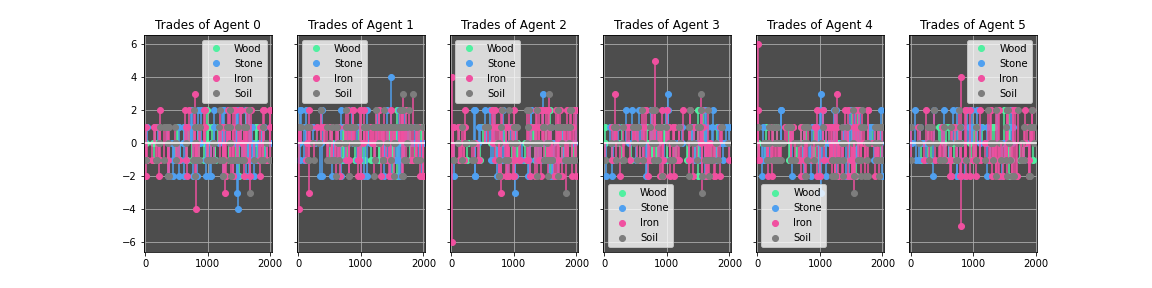 Trades of Agent 0
Trades of Agent 1
Trades of Agent 2
Trades of Agent 3
Trades of Agent 4
Trades of Agent 5
6
4
2
0
−2
−4
−6
Wood
Stone
Iron
Soil
Wood
Stone
Iron
Soil
Wood
Stone
Iron
Soil
Wood
Stone
Iron
Soil
Wood
Stone
Iron
Soil
Wood
Stone
Iron
Soil
0 1000 2000
0 1000 2000
0 1000 2000
0 1000 2000
0 1000 2000
0 1000 2000